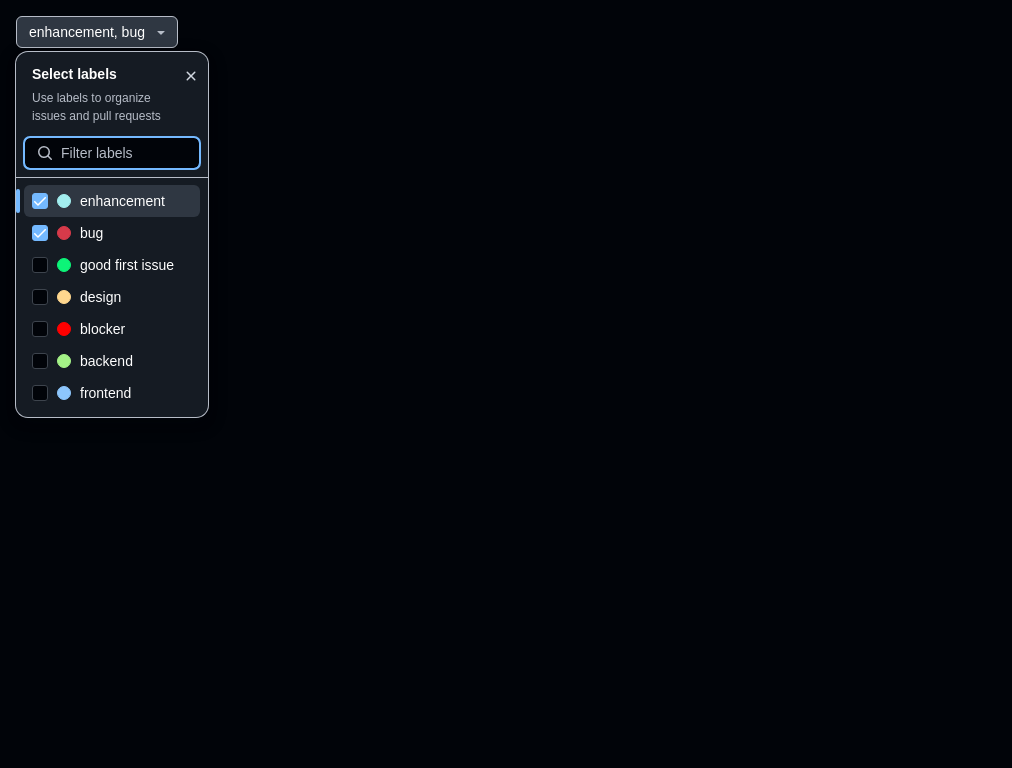 enhancement, bug
Select labels
Use labels to organize
issues and pull requests
Filter labels
enhancement
bug
good first issue
design
blocker
backend
frontend